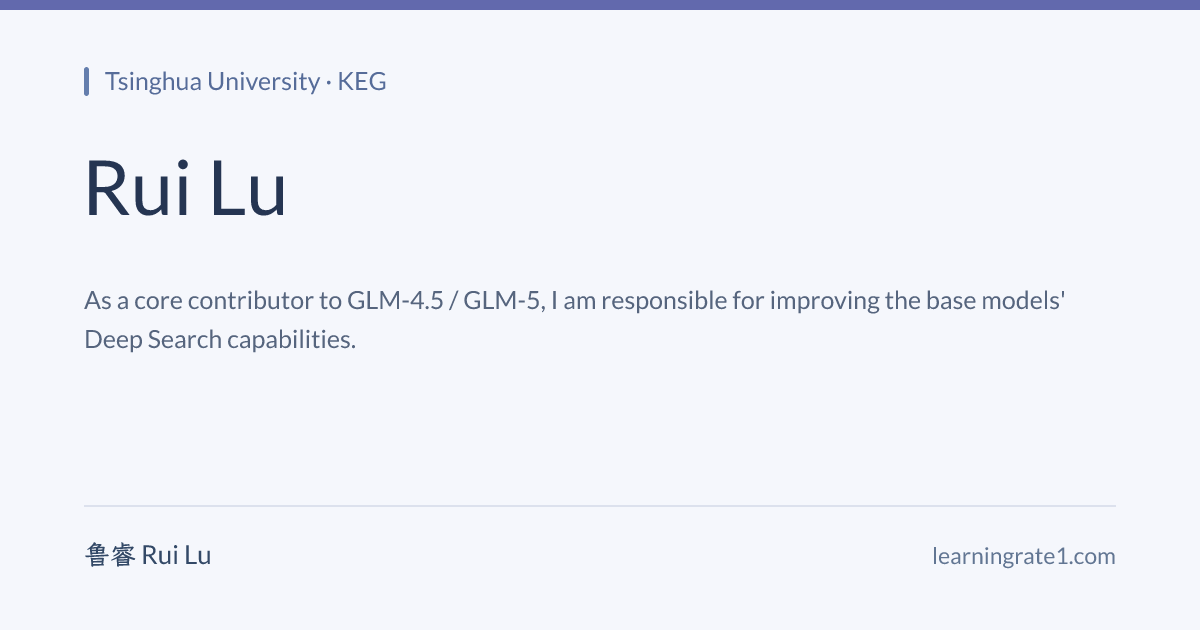 Tsinghua University · KEG
Rui Lu
As a core contributor to GLM-4.5 / GLM-5, I am responsible for improving the base models'
Deep Search capabilities.
鲁睿 Rui Lu
learningrate1.com